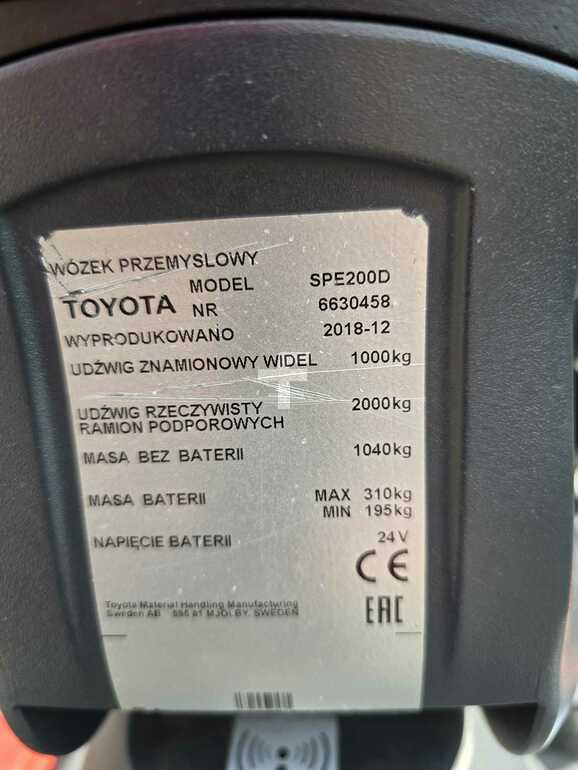 WÓZEK PRZEMYSLOWY
MODEL SPE200D
TOYOTA NR 6630458
WYPRODUKOWANO 2018-12
UDŹWIG ZNAMIONOWY WIDEL 1000kg
UDŹWIG RZECZYWISTY 2000kg
RAMION PODPOROWYCH
MASA BEZ BATERII 1040kg
MASA BATERII MAX 310kg
MIN 195kg
NAPIĘCIE BATERII 24V
CE
Toyota Material Handling Manufacturing
Sweden AB 595 81 MJÖLBY, SWEDEN
EAC